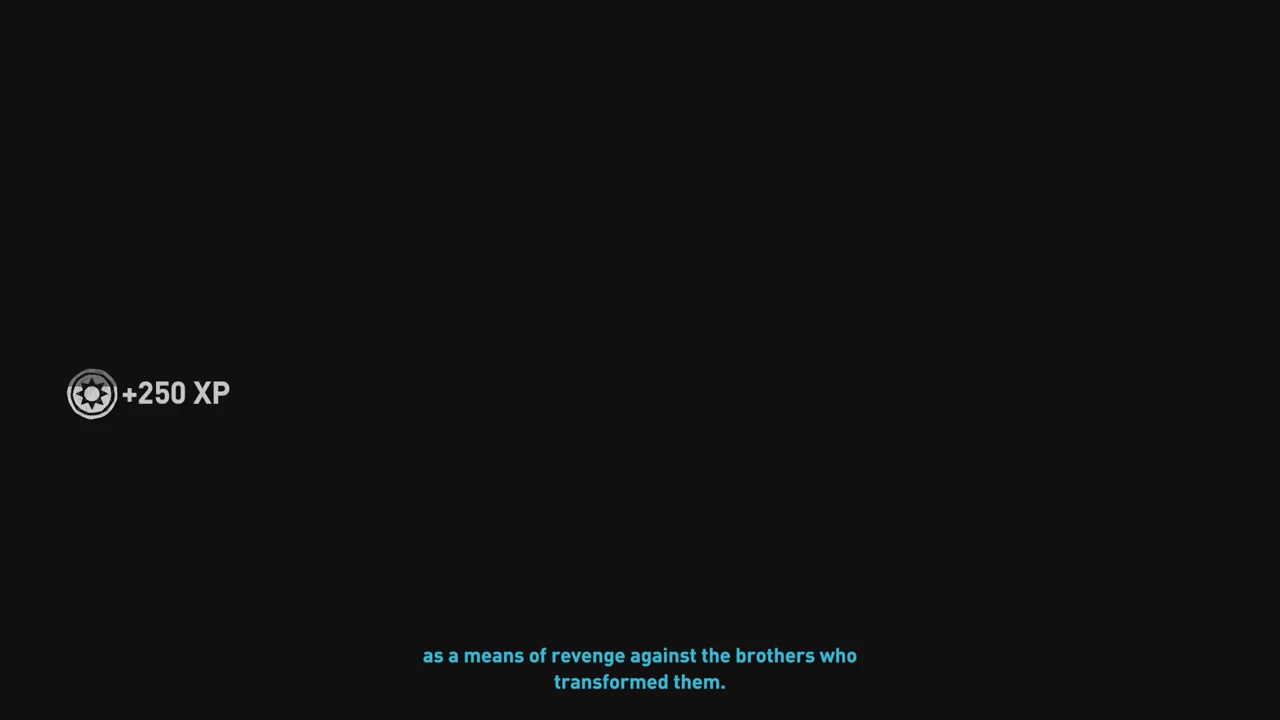 +250 XP
as a means of revenge against the brothers who
transformed them.